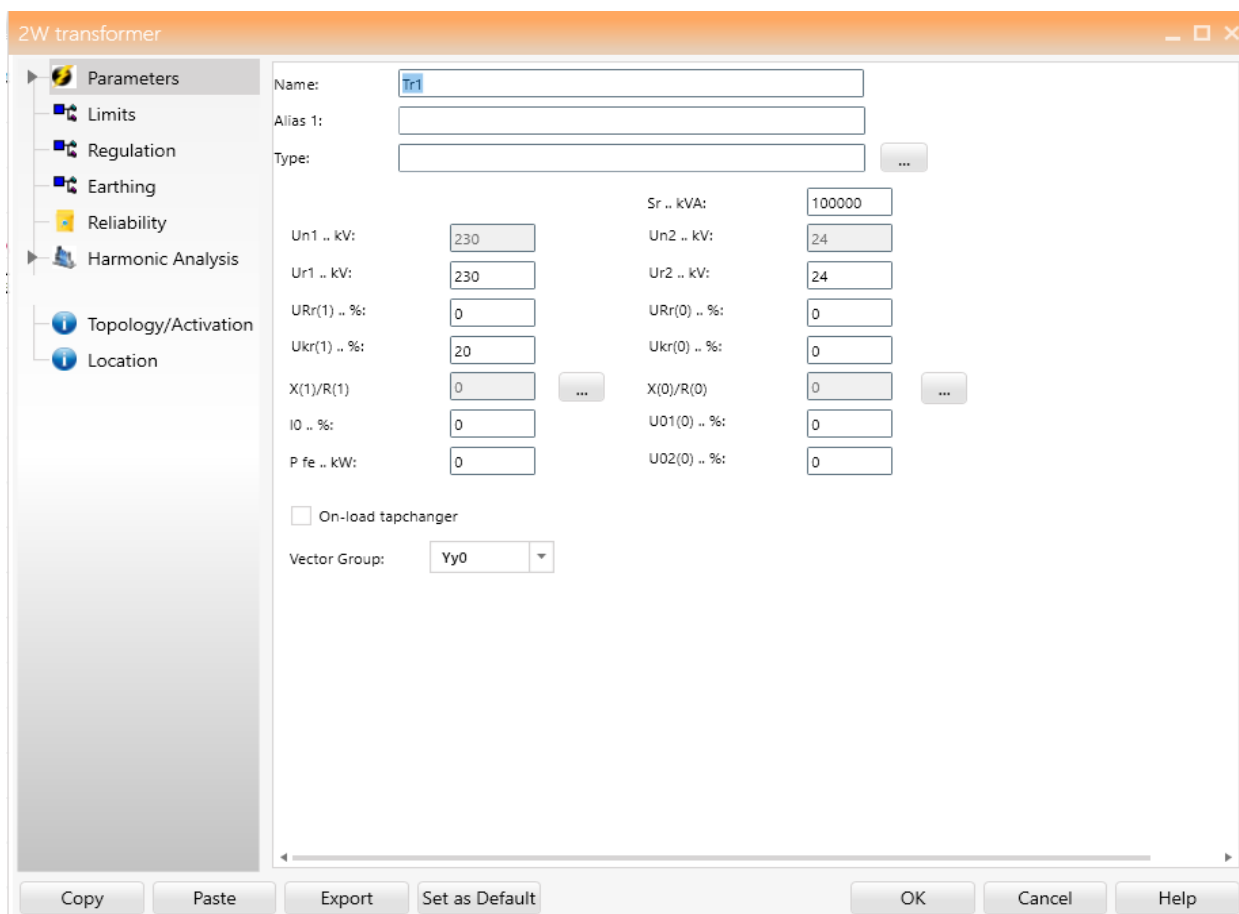 2W transformer
Parameters
Limits
Regulation
Earthing
Reliability
Harmonic Analysis
Topology/Activation
Location
Name: Tr1
Alias 1:
Type: ...
Sr .. kVA: 100000
Un1 .. kV: 230 Un2 .. kV: 24
Ur1 .. kV: 230 Ur2 .. kV: 24
URr(1) .. %: 0 URr(0) .. %: 0
Ukr(1) .. %: 20 Ukr(0) .. %: 0
X(1)/R(1) 0 ... X(0)/R(0) 0 ...
I0 .. %: 0 U01(0) .. %: 0
P fe .. kW: 0 U02(0) .. %: 0
On-load tapchanger
Vector Group: Yy0
Copy Paste Export Set as Default OK Cancel Help